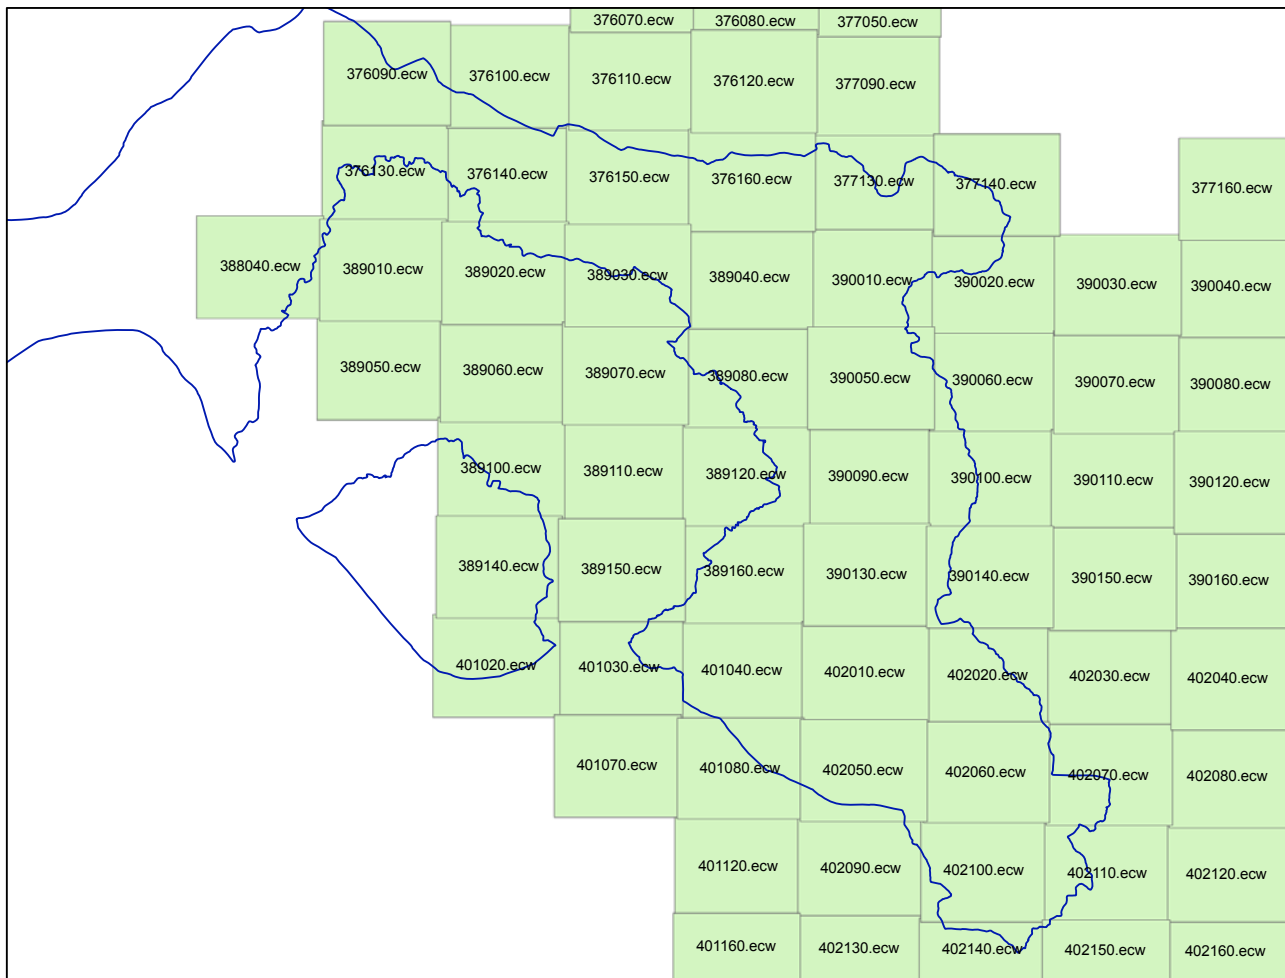 376070.ecw 376080.ecw 377050.ecw
376090.ecw 376100.ecw 376110.ecw 376120.ecw 377090.ecw
376130.ecw 376140.ecw 376150.ecw 376160.ecw 377130.ecw 377140.ecw 377160.ecw
388040.ecw 389010.ecw 389020.ecw 389030.ecw 389040.ecw 390010.ecw 390020.ecw 390030.ecw 390040.ecw
389050.ecw 389060.ecw 389070.ecw 389080.ecw 390050.ecw 390060.ecw 390070.ecw 390080.ecw
389100.ecw 389110.ecw 389120.ecw 390090.ecw 390100.ecw 390110.ecw 390120.ecw
389140.ecw 389150.ecw 389160.ecw 390130.ecw 390140.ecw 390150.ecw 390160.ecw
401020.ecw 401030.ecw 401040.ecw 402010.ecw 402020.ecw 402030.ecw 402040.ecw
401070.ecw 401080.ecw 402050.ecw 402060.ecw 402070.ecw 402080.ecw
401120.ecw 402090.ecw 402100.ecw 402110.ecw 402120.ecw
401160.ecw 402130.ecw 402140.ecw 402150.ecw 402160.ecw